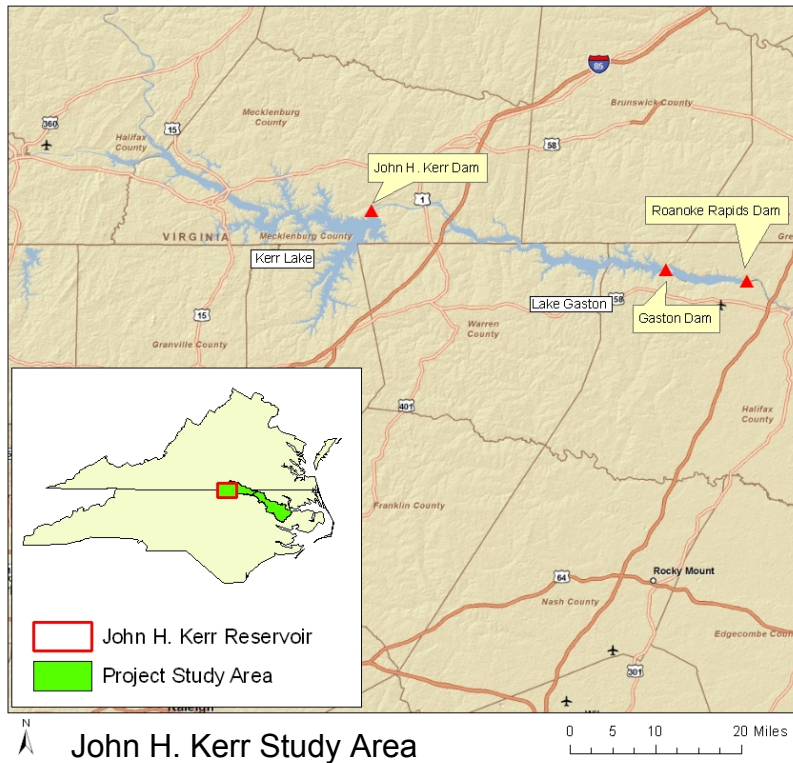 85
Mecklenburg
County
Brunswick County
360
15
Halifax
County
58
John H. Kerr Dam
1
Roanoke Rapids Dam
VIRGINIA
Mecklenburg County
Kerr Lake
Lake Gaston
58
Gaston Dam
15
Warren
County
Granville County
401
Halifax
County
Franklin County
64
Rocky Mount
Nash County
Edgecombe Coun
301
John H. Kerr Reservoir
Project Study Area
N
John H. Kerr Study Area
0 5 10 20 Miles